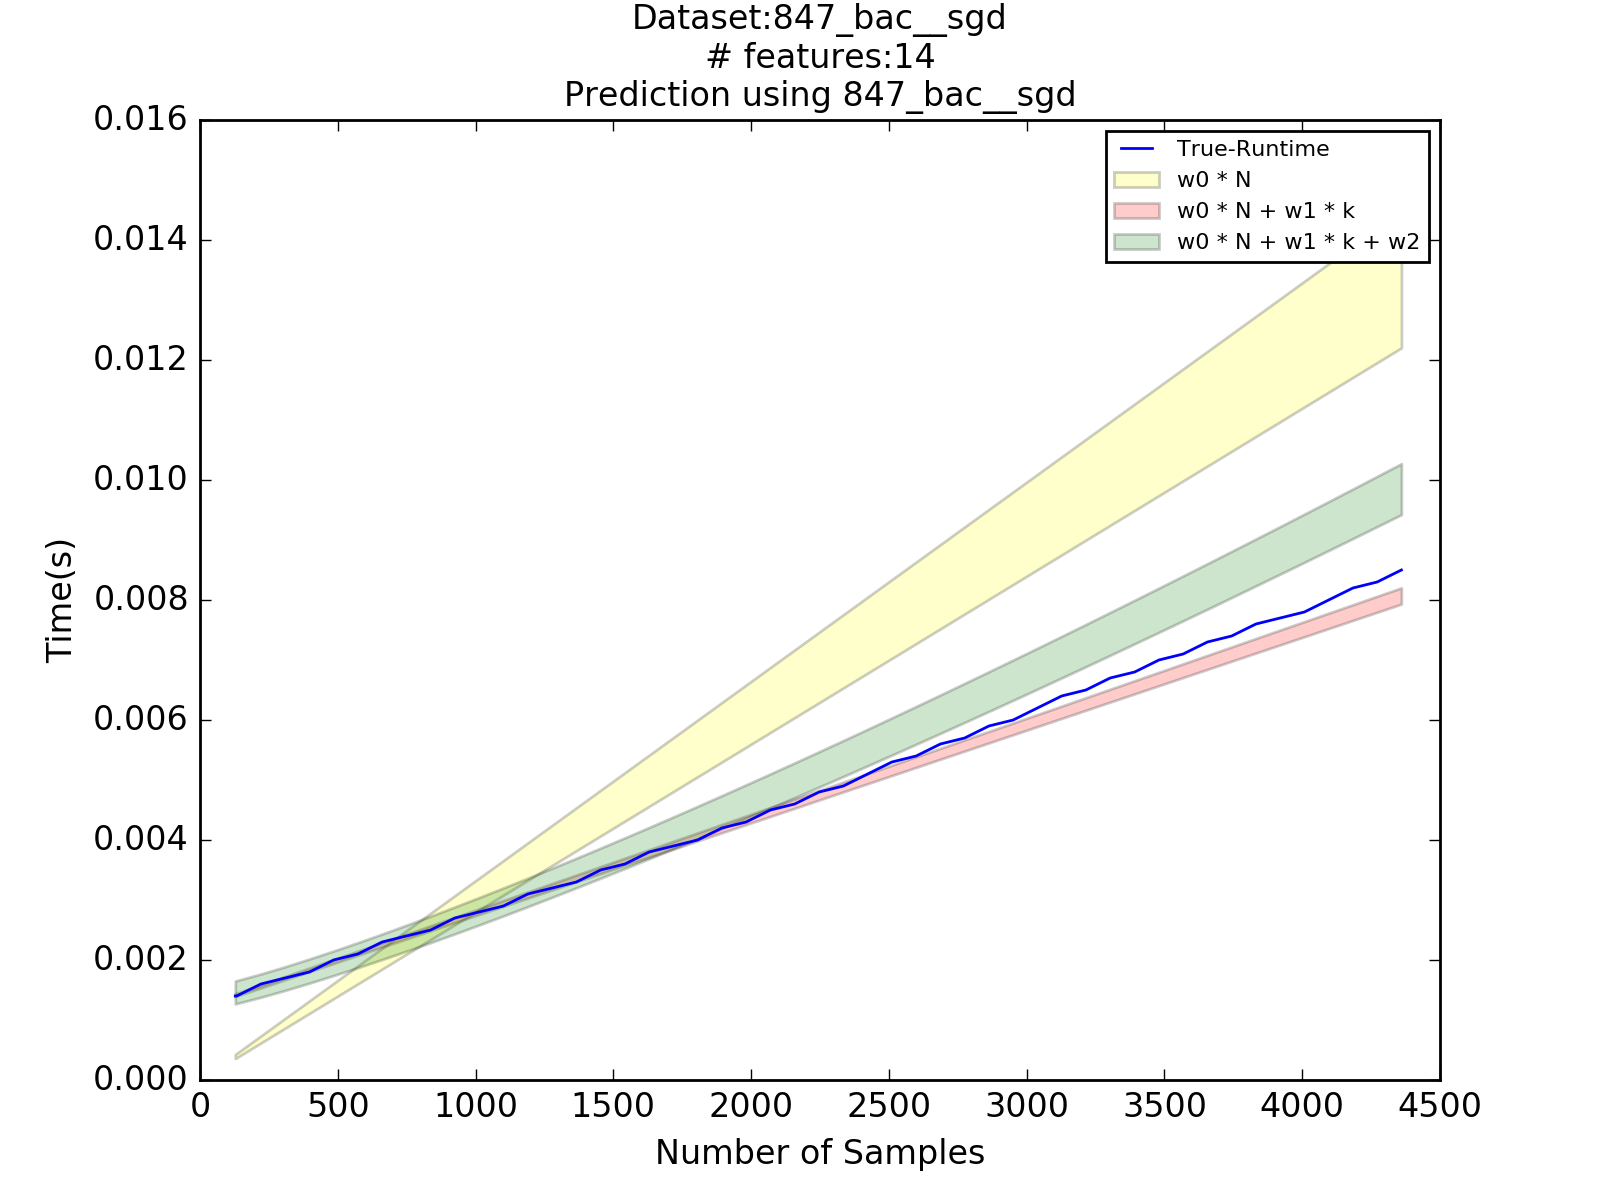 Dataset:847_bac__sgd
# features:14
Prediction using 847_bac__sgd
0.016
0.014
0.012
0.010
0.008
0.006
0.004
0.002
0.000
Time(s)
True-Runtime
w0 * N
w0 * N + w1 * k
w0 * N + w1 * k + w2
0 500 1000 1500 2000 2500 3000 3500 4000 4500
Number of Samples